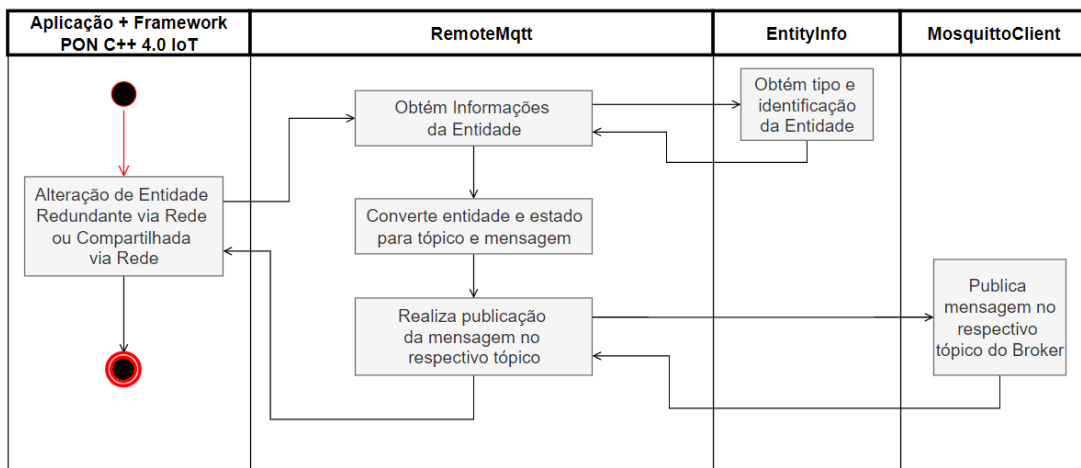 Aplicação + Framework
PON C++ 4.0 IoT
RemoteMqtt
EntityInfo
MosquittoClient
Obtém Informações
da Entidade
Obtém tipo e
identificação
da Entidade
Alteração de Entidade
Redundante via Rede
ou Compartilhada
via Rede
Converte entidade e estado
para tópico e mensagem
Realiza publicação
da mensagem no
respectivo tópico
Publica
mensagem no
respectivo
tópico do Broker